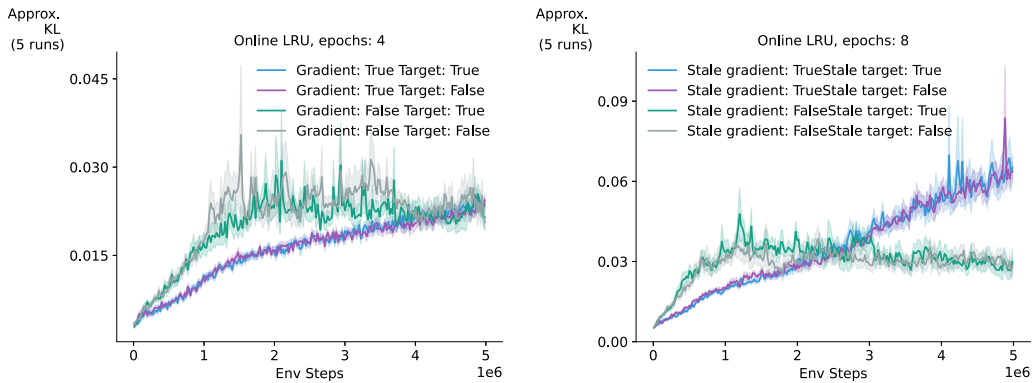 Approx.
KL
(5 runs)
Online LRU, epochs: 4
Gradient: True Target: True
Gradient: True Target: False
Gradient: False Target: True
Gradient: False Target: False
0.045
0.030
0.015
0
1
2
3
4
5
1e6
Env Steps
Approx.
KL
(5 runs)
Online LRU, epochs: 8
Stale gradient: TrueStale target: True
Stale gradient: TrueStale target: False
Stale gradient: FalseStale target: True
Stale gradient: FalseStale target: False
0.09
0.06
0.03
0.00
0
1
2
3
4
5
1e6
Env Steps